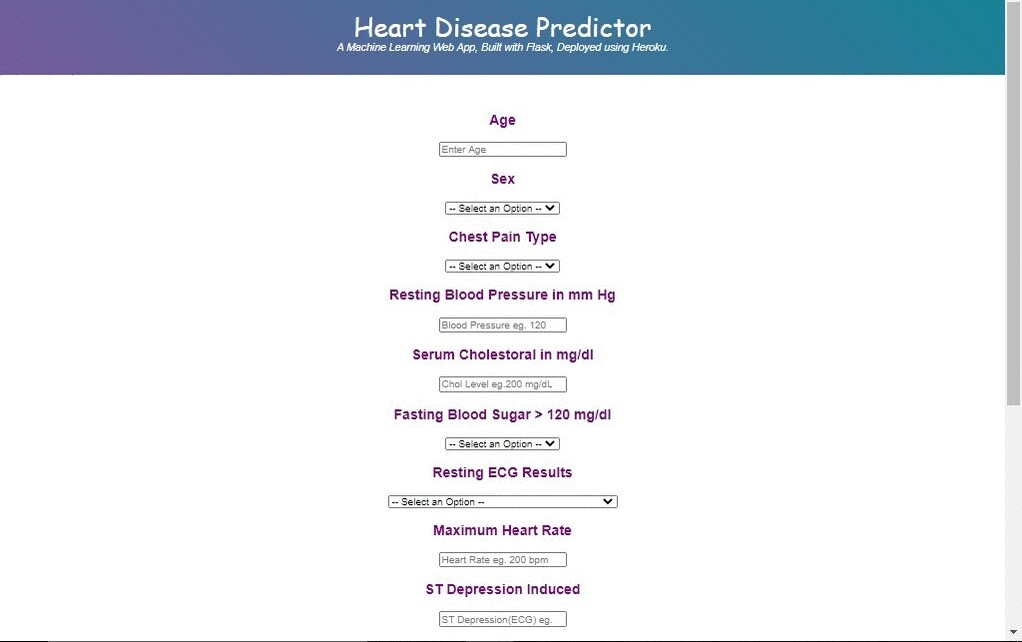 Heart Disease Predictor
A Machine Learning Web App, Built with Flask, Deployed using Heroku.
Age
Enter Age
Sex
-- Select an Option --
Chest Pain Type
-- Select an Option --
Resting Blood Pressure in mm Hg
Blood Pressure eg. 120
Serum Cholestoral in mg/dl
Chol Level eg.200 mg/dL
Fasting Blood Sugar > 120 mg/dl
-- Select an Option --
Resting ECG Results
-- Select an Option --
Maximum Heart Rate
Heart Rate eg. 200 bpm
ST Depression Induced
ST Depression(ECG) eg.